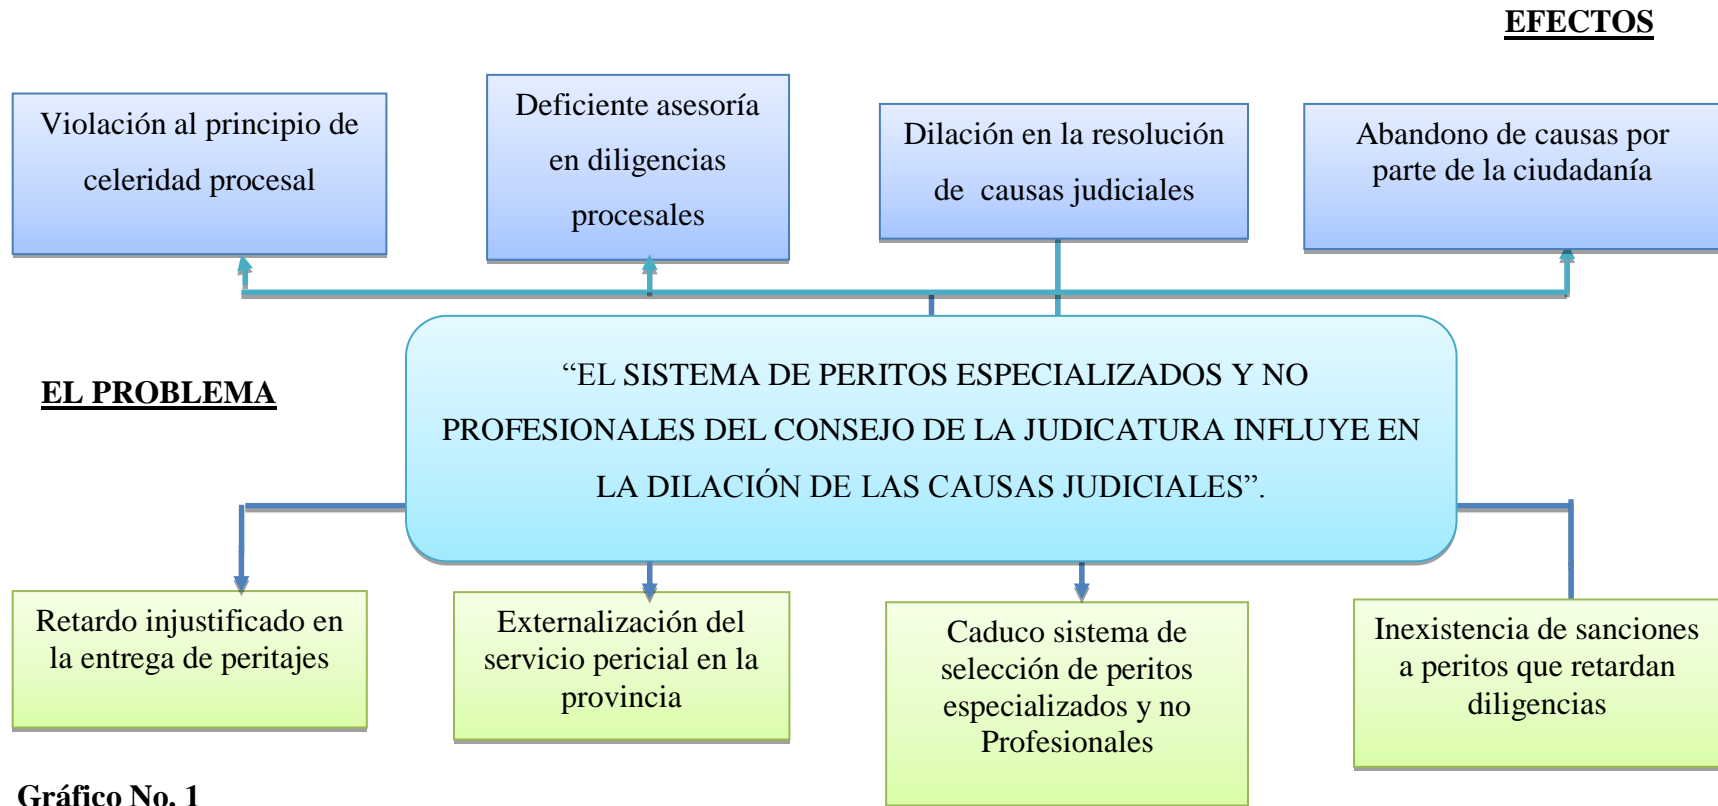 EFECTOS
Violación al principio de
celeridad procesal
Deficiente asesoría
en diligencias
procesales
Dilación en la resolución
de causas judiciales
Abandono de causas por
parte de la ciudadanía
EL PROBLEMA
“EL SISTEMA DE PERITOS ESPECIALIZADOS Y NO
PROFESIONALES DEL CONSEJO DE LA JUDICATURA INFLUYE EN
LA DILACIÓN DE LAS CAUSAS JUDICIALES”.
Retardo injustificado en
la entrega de peritajes
Externalización del
servicio pericial en la
provincia
Caduco sistema de
selección de peritos
especializados y no
Profesionales
Inexistencia de sanciones
a peritos que retardan
diligencias
Gráfico No. 1